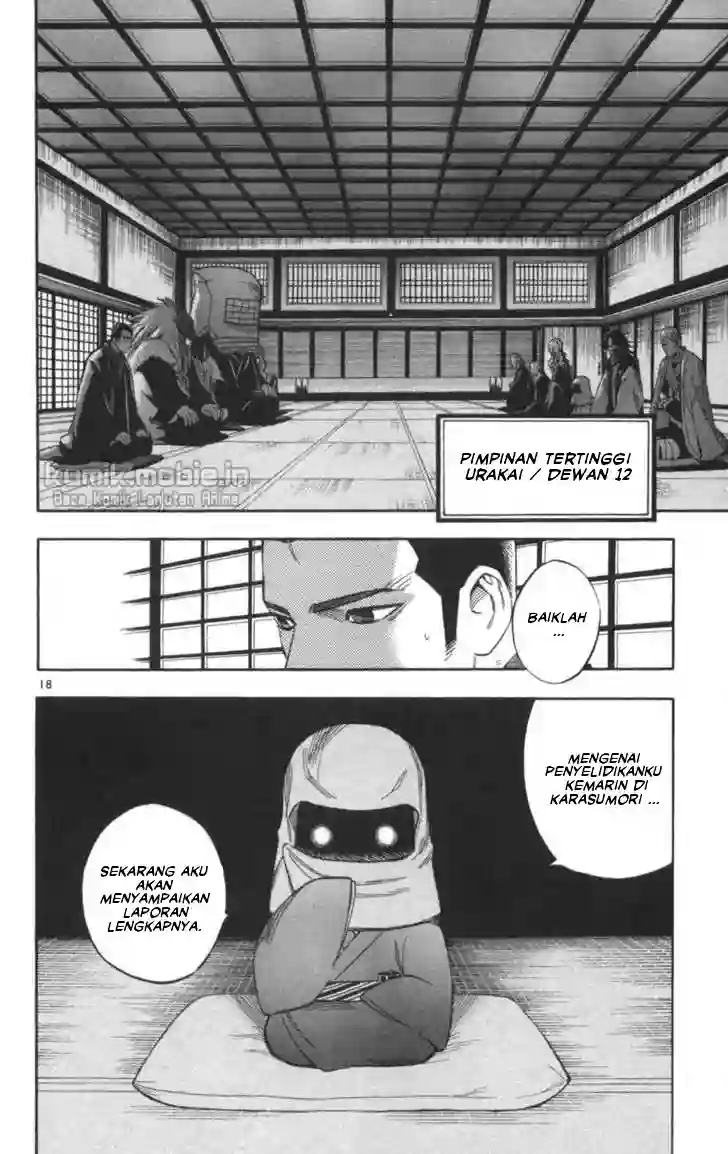 PIMPINAN TERTINGGI
URAKAI / DEWAN 12
kumik.mobie.in
Baca Komik Lanjutan Anime
BAIKLAH
...
18
MENGENAI
PENYELIDIKANKU
KEMARIN DI
KARASUMORI ...
SEKARANG AKU
AKAN
MENYAMPAIKAN
LAPORAN
LENGKAPNYA.